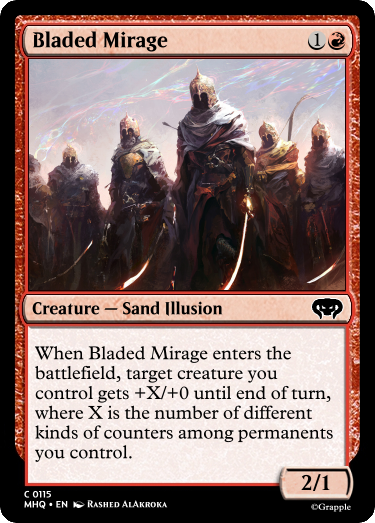 Bladed Mirage 1
Creature — Sand Illusion
When Bladed Mirage enters the
battlefield, target creature you
control gets +X/+0 until end of turn,
where X is the number of different
kinds of counters among permanents
you control.
2/1
C 0115
MHQ • EN Rashed AlAkroka
©Grapple